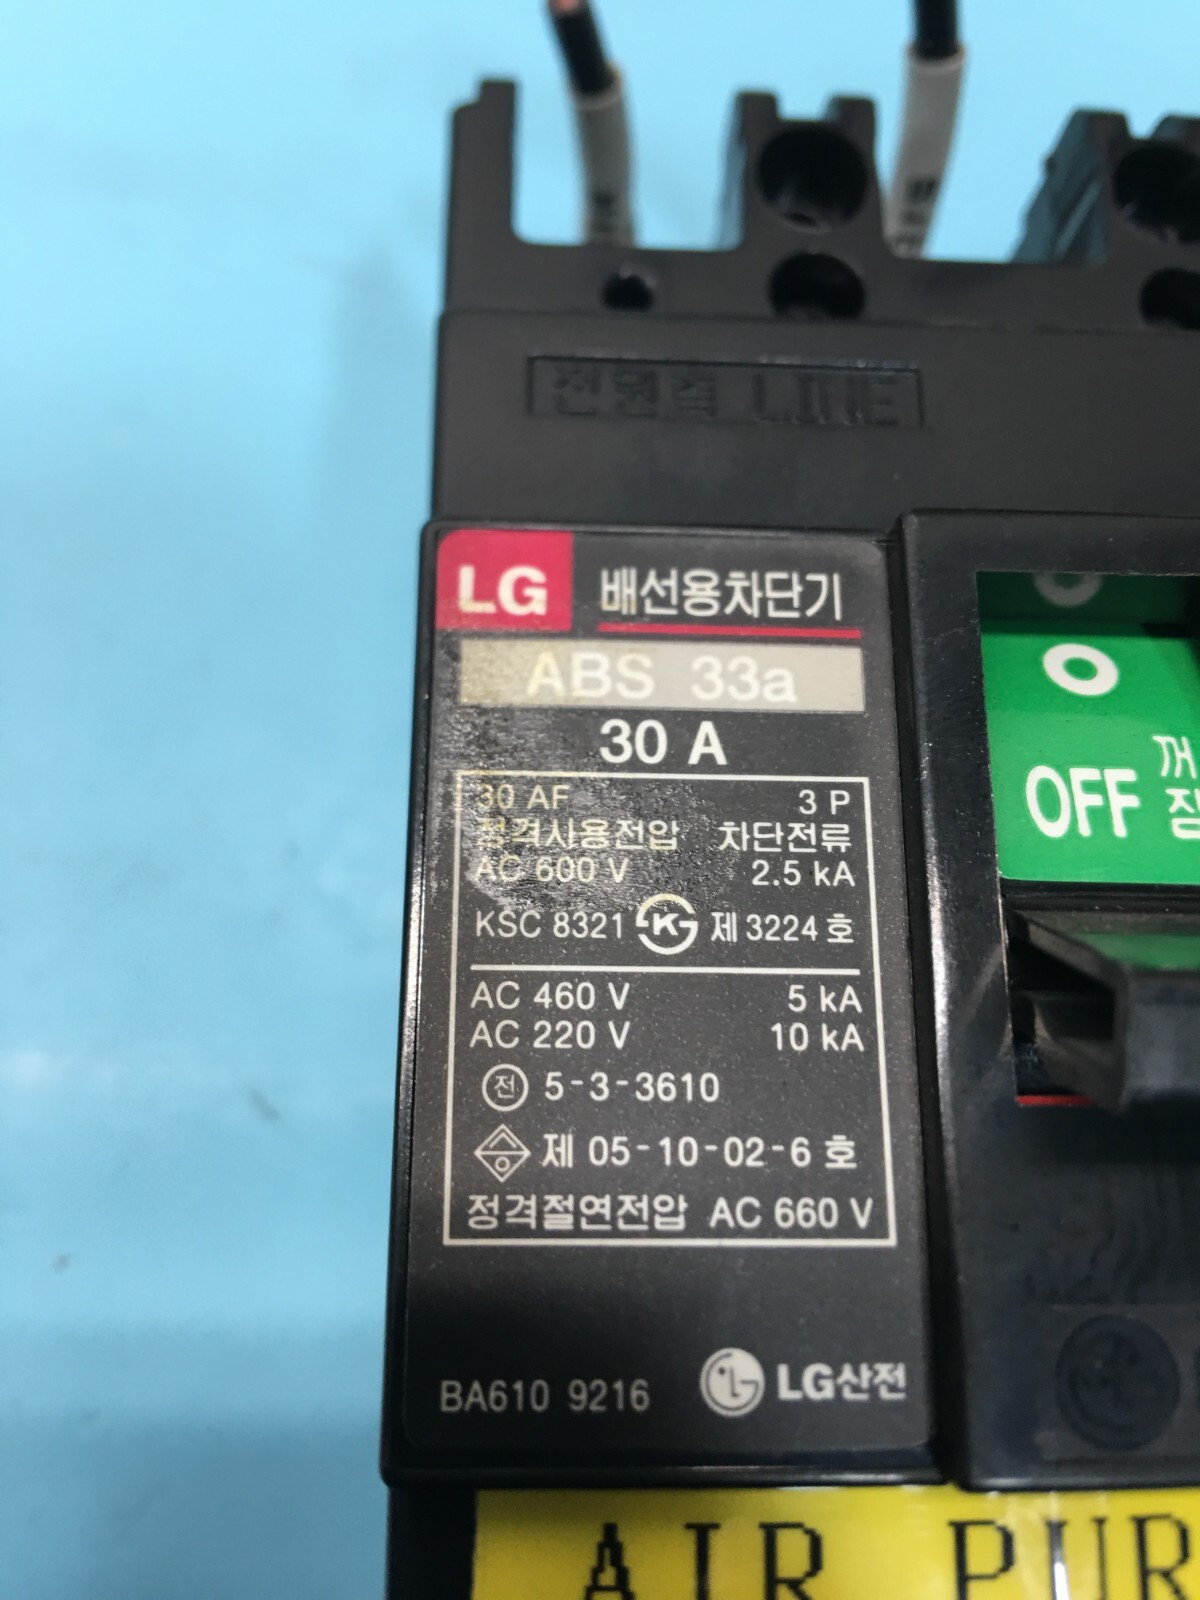 전원측 LINE
LG 배선용차단기
ABS 33a
30 A
30 AF 3 P
정격사용전압 차단전류
AC 600 V 2.5 kA
KSC 8321 K 제 3224 호
AC 460 V 5 kA
AC 220 V 10 kA
전 5-3-3610
제 05-10-02-6 호
정격절연전압 AC 660 V
BA610 9216 LG산전
O
OFF 꺼
짐
AIR PUR